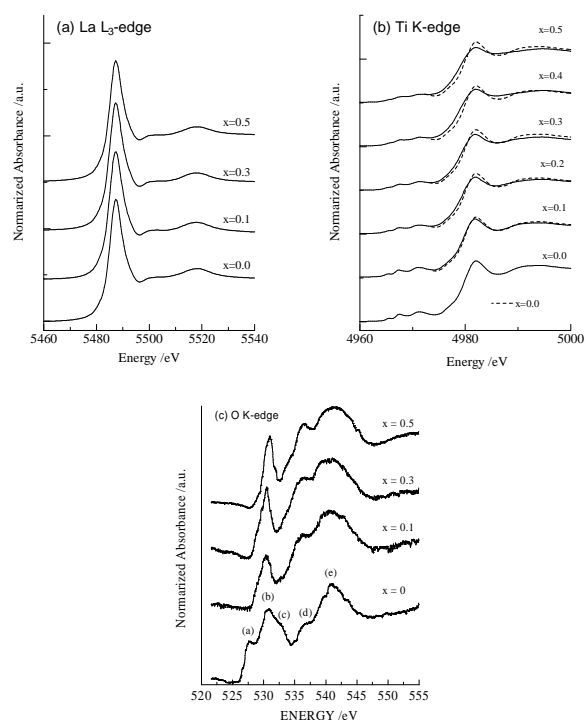 (a) La L3-edge
Normarized Absorbance /a.u.
x=0.5
x=0.3
x=0.1
x=0.0
5460 5480 5500 5520 5540
Energy /eV
(b) Ti K-edge
Normarized Absorbance /a.u.
x=0.5
x=0.4
x=0.3
x=0.2
x=0.1
x=0.0
x=0.0
4960 4980 5000
Energy /eV
(c) O K-edge
Normarized Absorbance /a.u.
x = 0.5
x = 0.3
x = 0.1
x = 0
(a)
(b)
(c)
(d)
(e)
520 525 530 535 540 545 550 555
ENERGY /eV